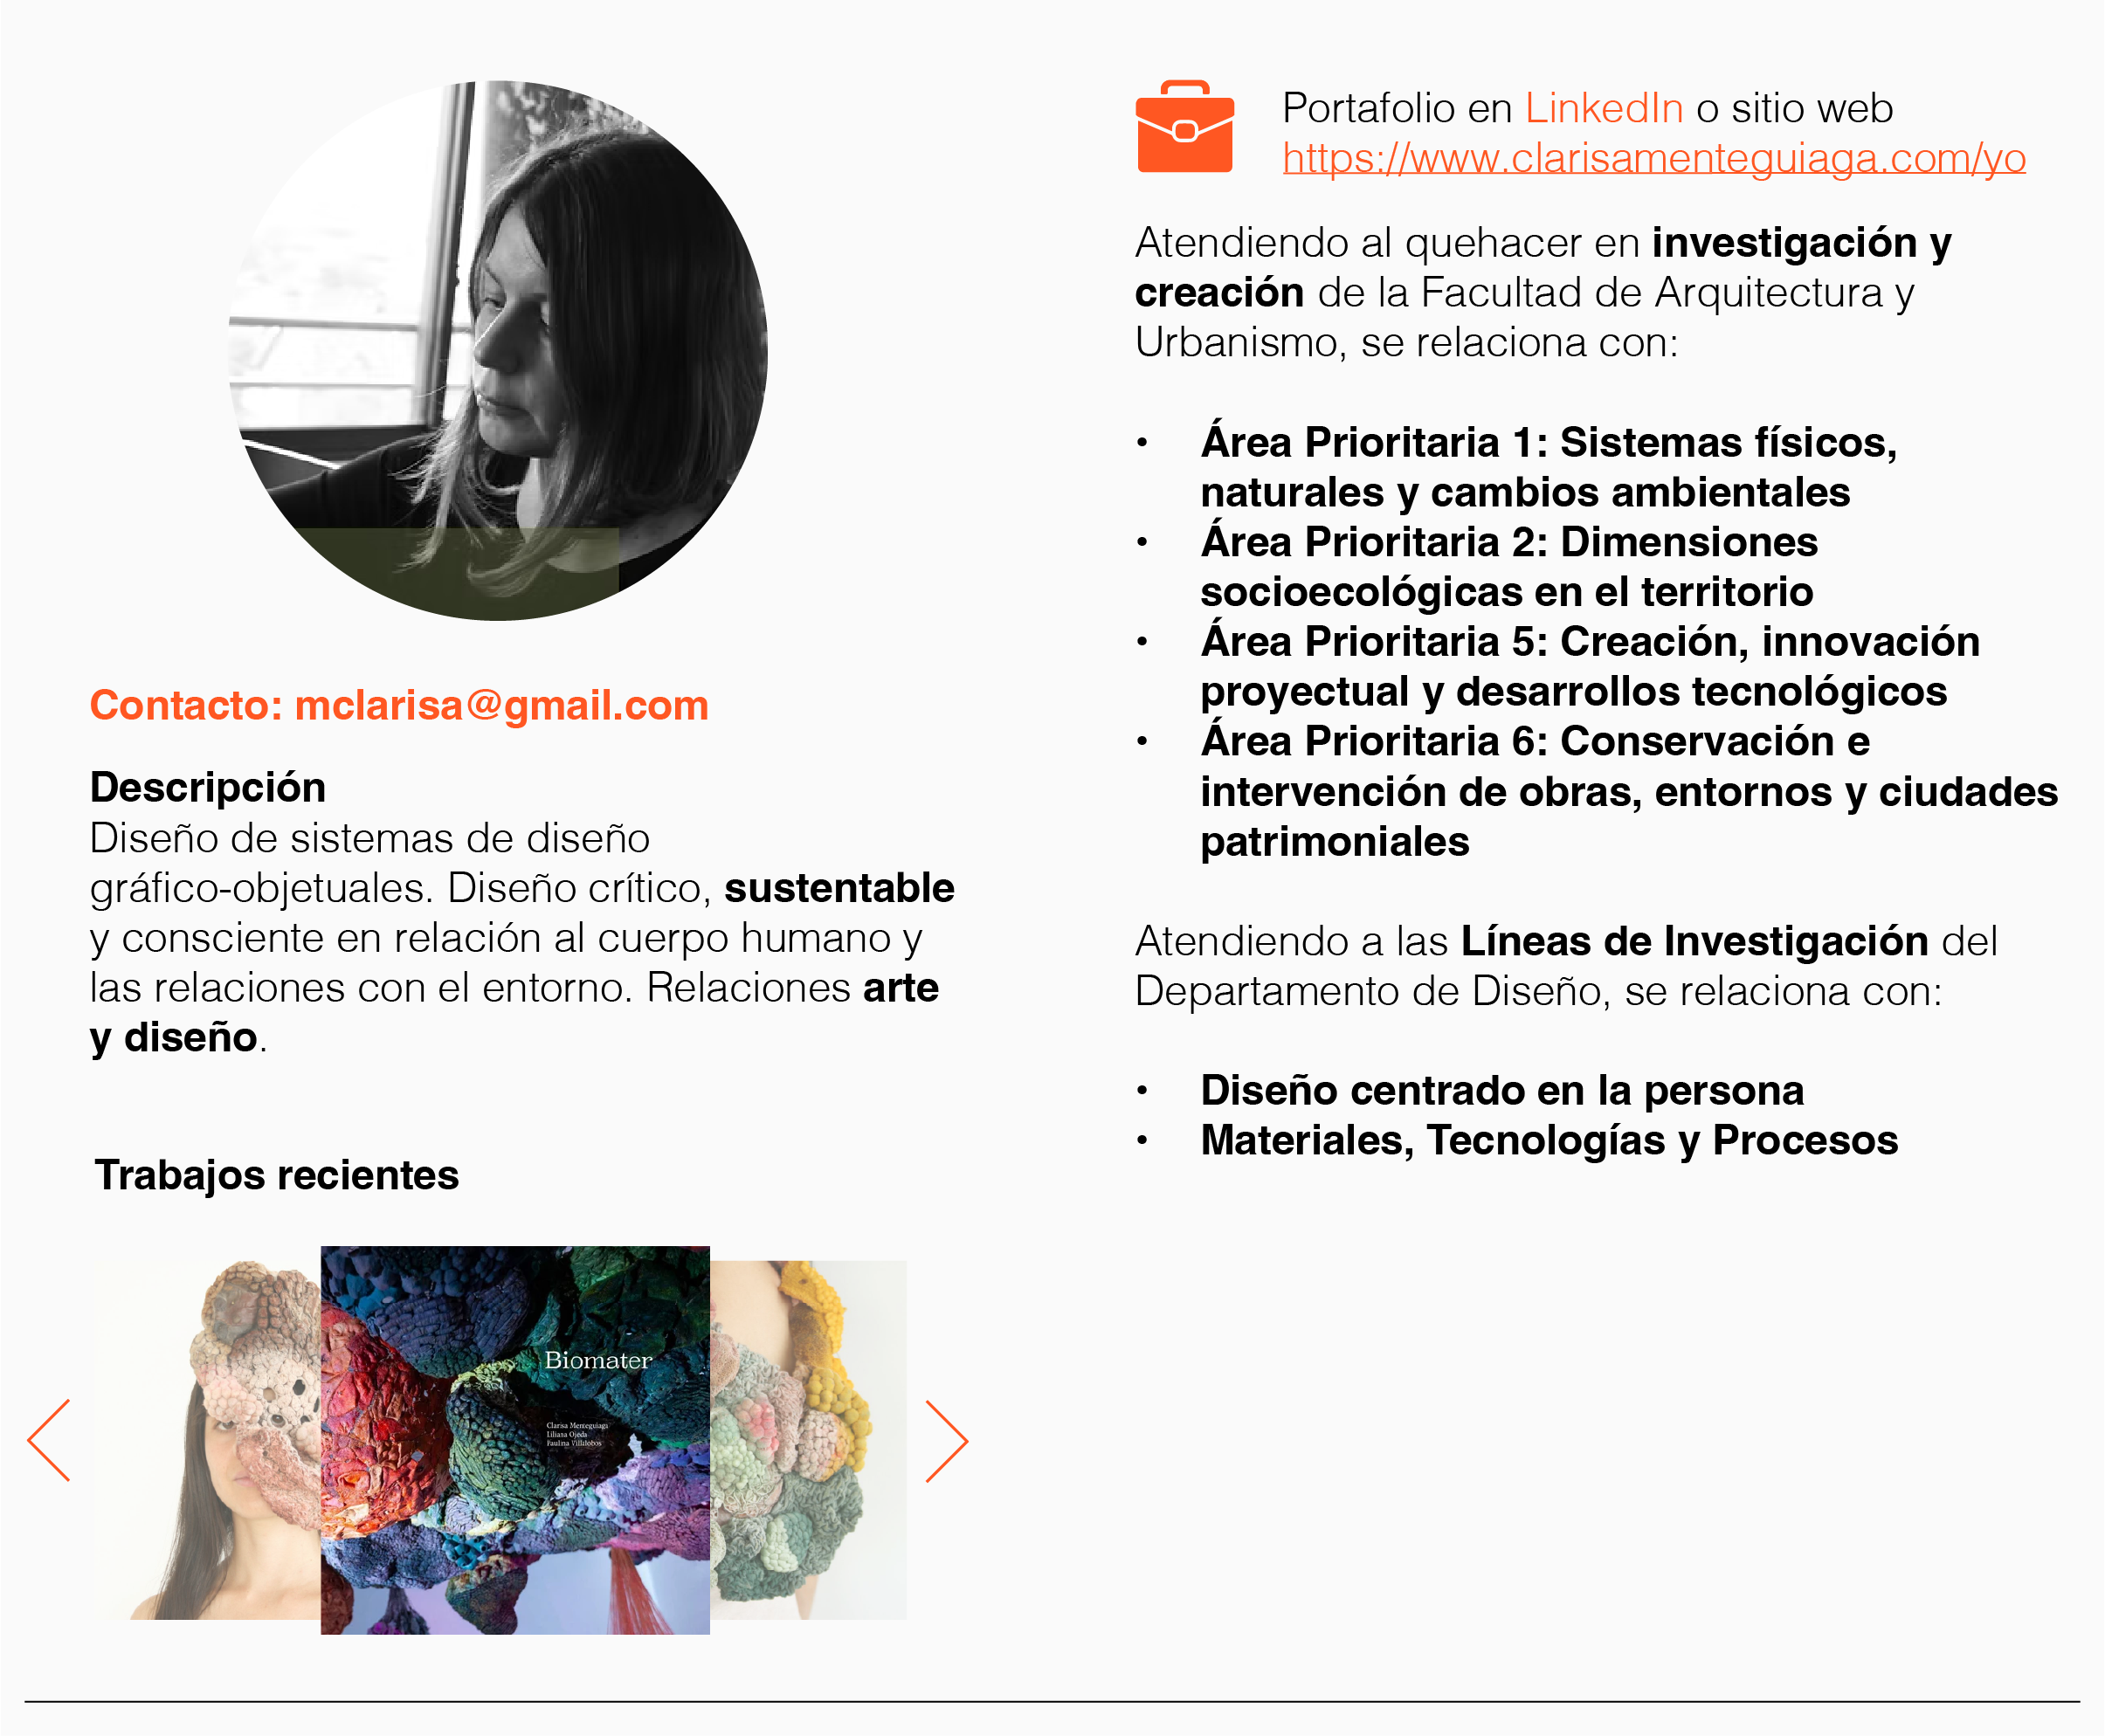 Contacto: mclarisa@gmail.com
Descripción
Diseño de sistemas de diseño
gráfico-objetuales. Diseño crítico, sustentable
y consciente en relación al cuerpo humano y
las relaciones con el entorno. Relaciones arte
y diseño.
Trabajos recientes
Biomater
Clarisa Menteguiaga
Liliana Ojeda
Paulina Villalobos
Portafolio en LinkedIn o sitio web
https://www.clarisamenteguiaga.com/yo
Atendiendo al quehacer en investigación y
creación de la Facultad de Arquitectura y
Urbanismo, se relaciona con:
• Área Prioritaria 1: Sistemas físicos,
naturales y cambios ambientales
• Área Prioritaria 2: Dimensiones
socioecológicas en el territorio
• Área Prioritaria 5: Creación, innovación
proyectual y desarrollos tecnológicos
• Área Prioritaria 6: Conservación e
intervención de obras, entornos y ciudades
patrimoniales
Atendiendo a las Líneas de Investigación del
Departamento de Diseño, se relaciona con:
• Diseño centrado en la persona
• Materiales, Tecnologías y Procesos